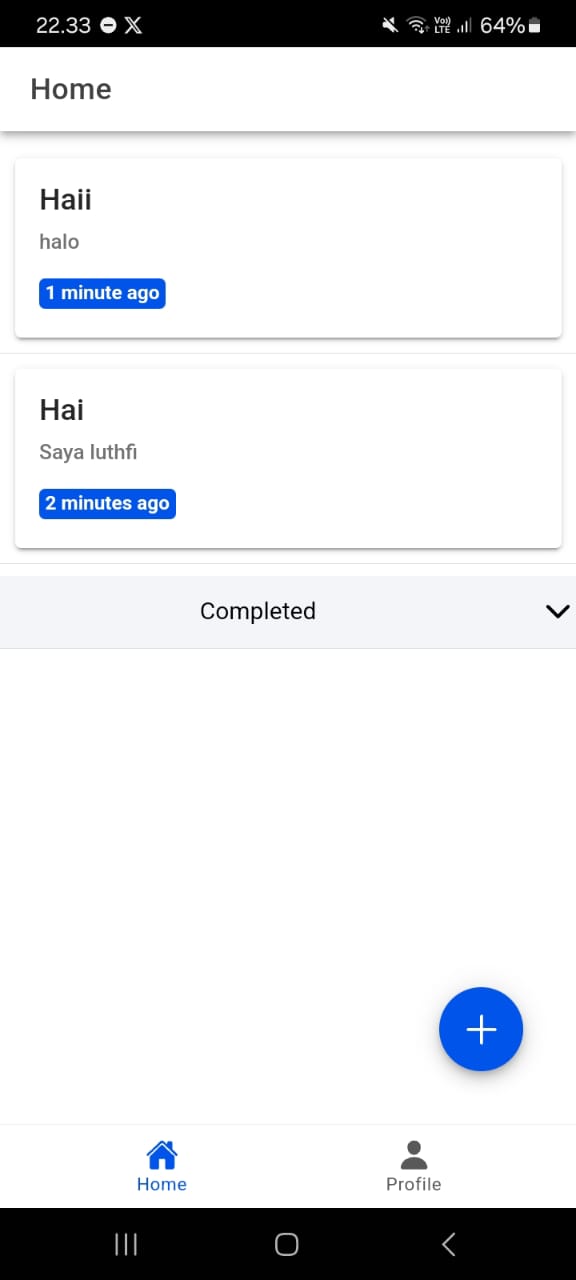 22.33
Vo))
LTE
64%
Home
Haii
halo
1 minute ago
Hai
Saya luthfi
2 minutes ago
Completed
Home
Profile